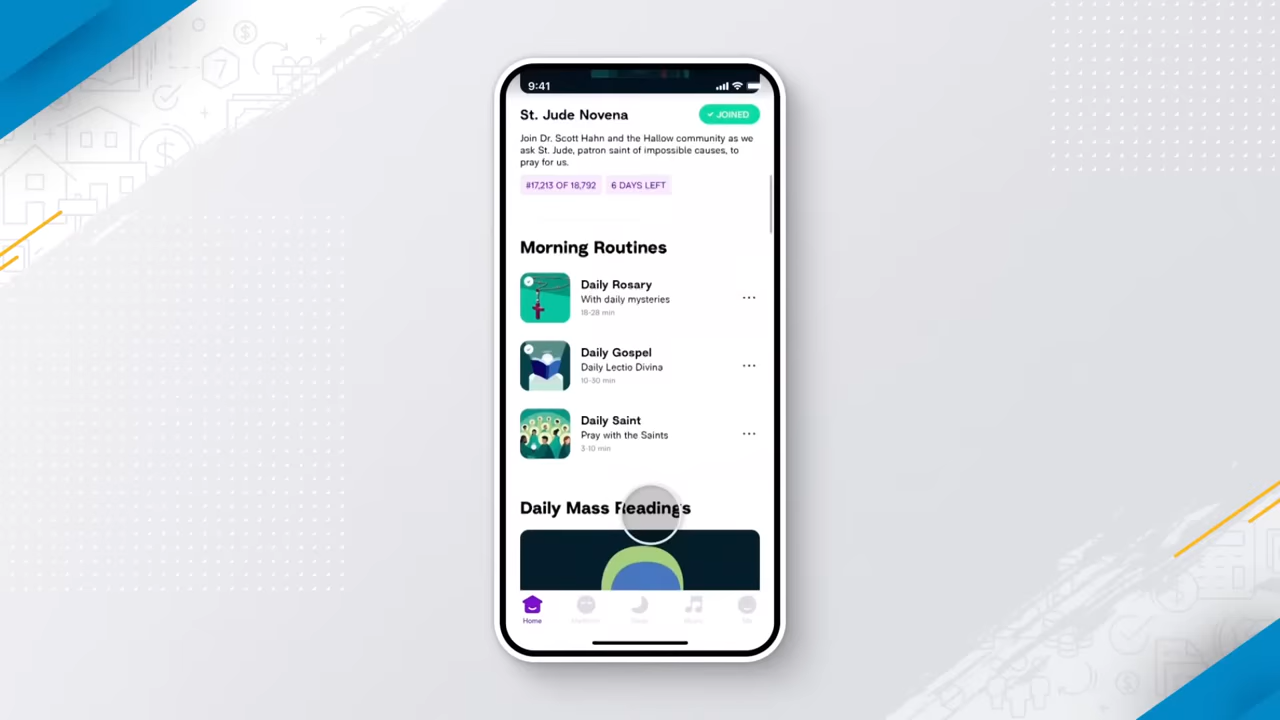 9:41
St. Jude Novena
✓ JOINED
Join Dr. Scott Hahn and the Hallow community as we
ask St. Jude, patron saint of impossible causes, to
pray for us.
#17,213 OF 18,792
6 DAYS LEFT
Morning Routines
Daily Rosary
With daily mysteries
18-28 min
Daily Gospel
Daily Lectio Divina
10-30 min
Daily Saint
Pray with the Saints
3-10 min
Daily Mass Readings
Home
Sleep
Music
Me